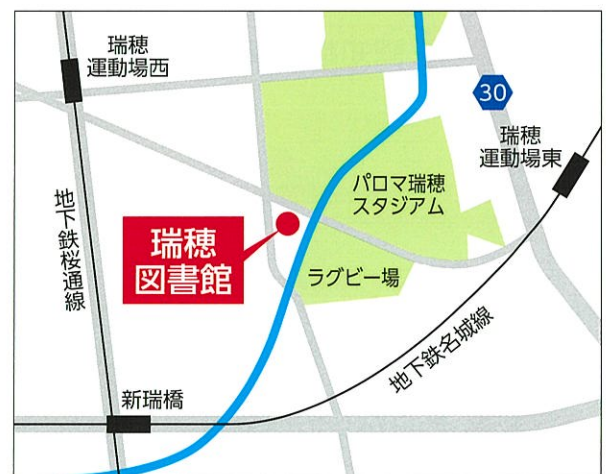 瑞穂
運動場西
30
瑞穂
運動場東
パロマ瑞穂
スタジアム
地下鉄桜通線
瑞穂
図書館
ラグビー場
地下鉄名城線
新瑞橋